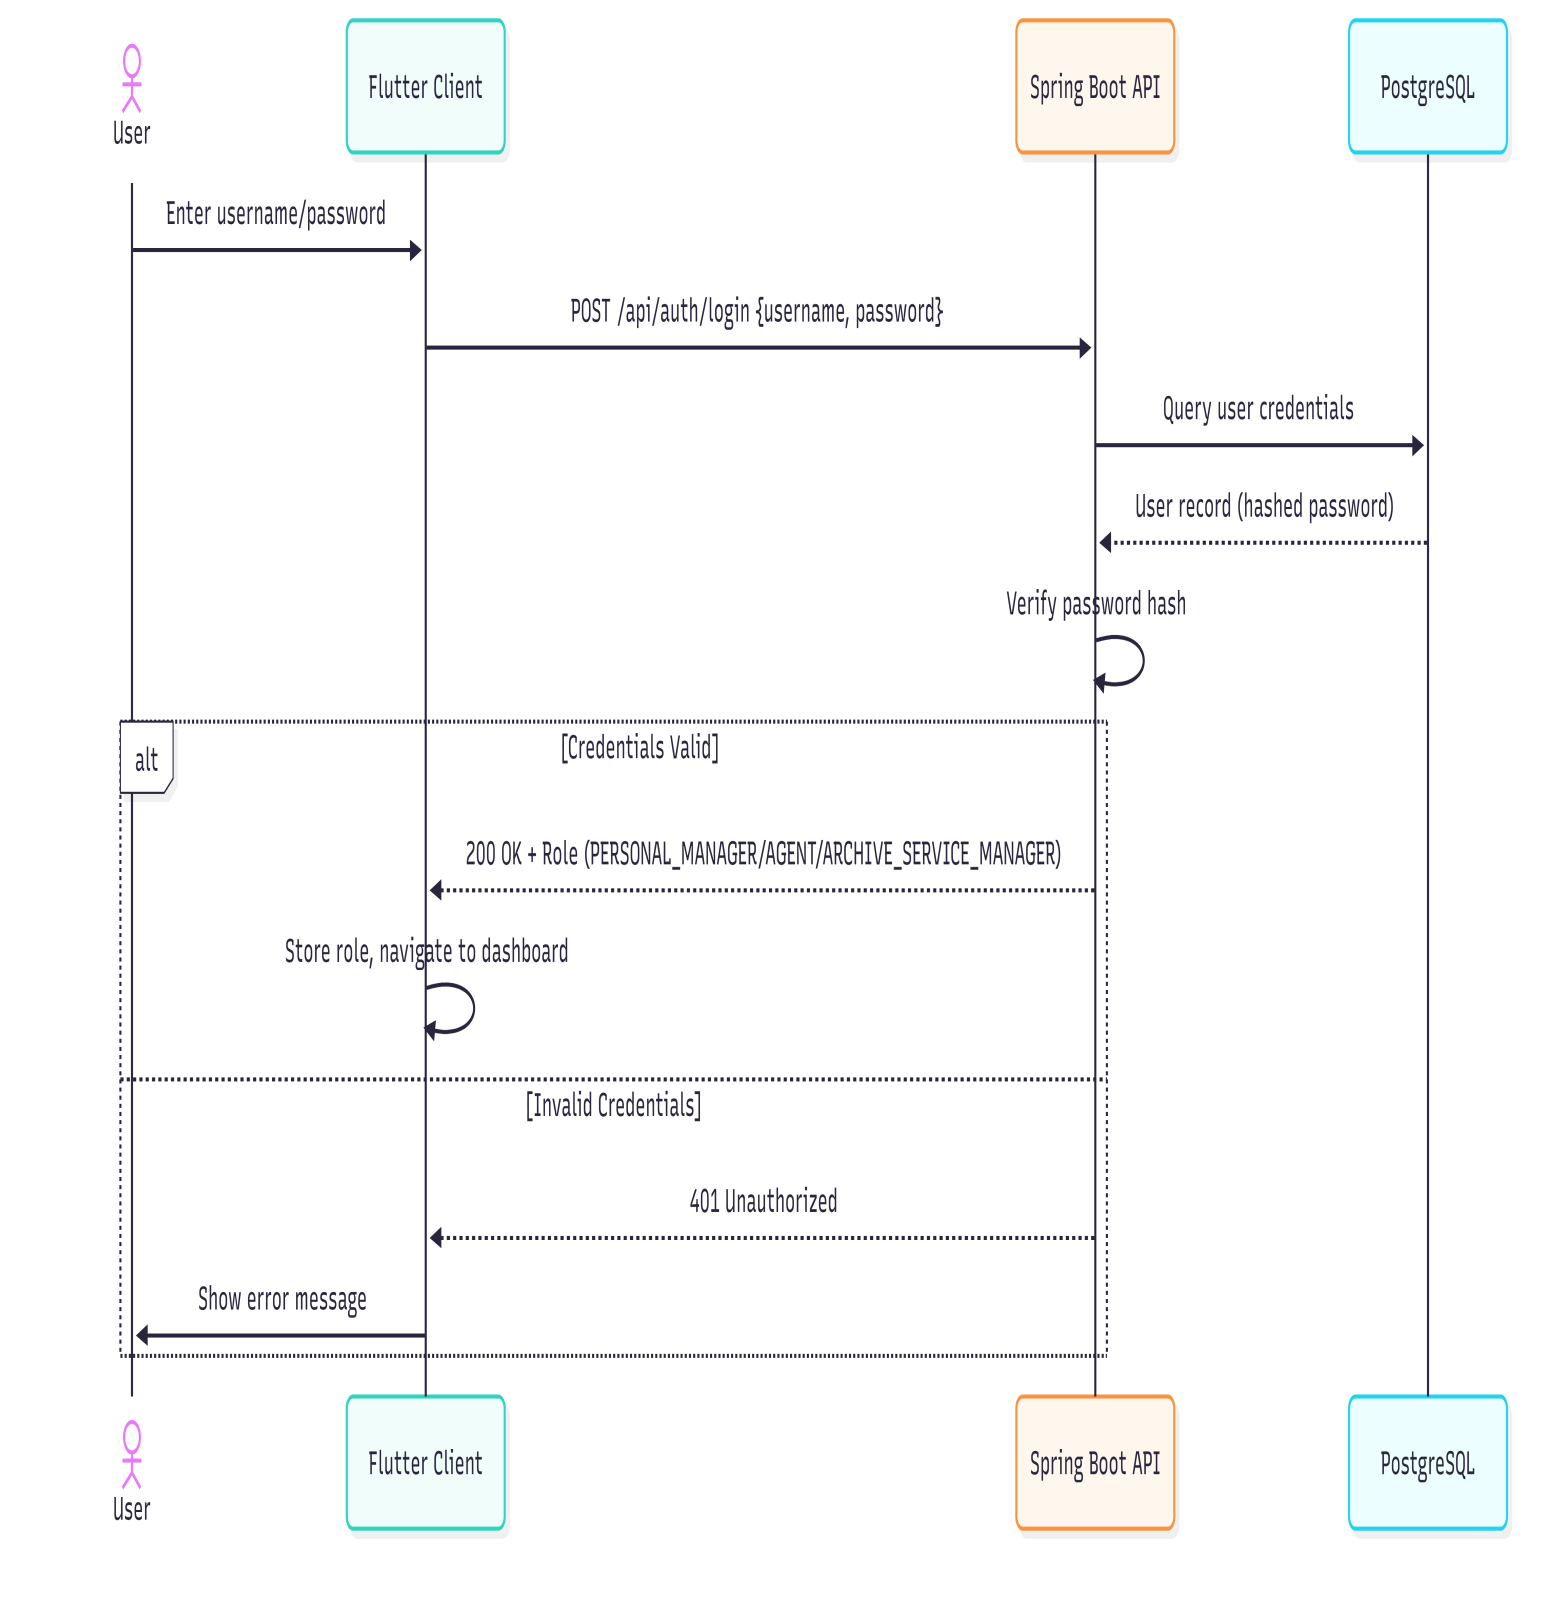 User
Flutter Client
Spring Boot API
PostgreSQL
Enter username/password
POST /api/auth/login {username, password}
Query user credentials
User record (hashed password)
Verify password hash
alt
[Credentials Valid]
200 OK + Role (PERSONAL_MANAGER/AGENT/ARCHIVE_SERVICE_MANAGER)
Store role, navigate to dashboard
[Invalid Credentials]
401 Unauthorized
Show error message
User
Flutter Client
Spring Boot API
PostgreSQL